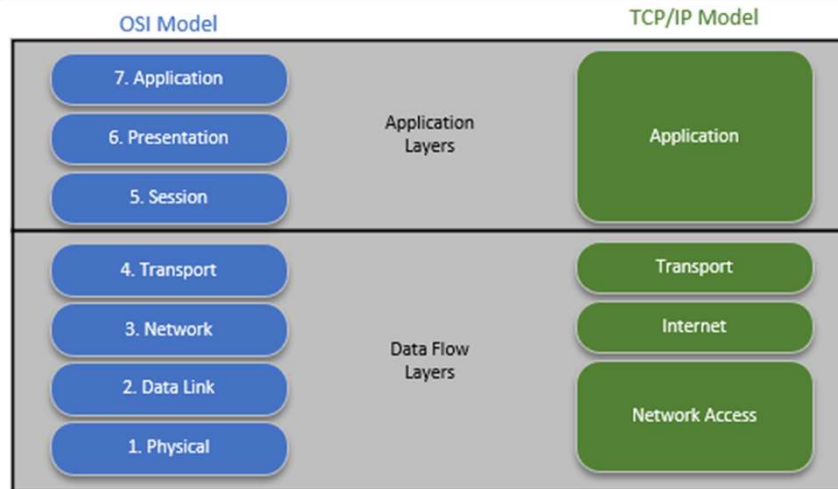 OSI Model
TCP/IP Model
7. Application
6. Presentation
5. Session
Application
Layers
Application
4. Transport
3. Network
2. Data Link
1. Physical
Data Flow
Layers
Transport
Internet
Network Access